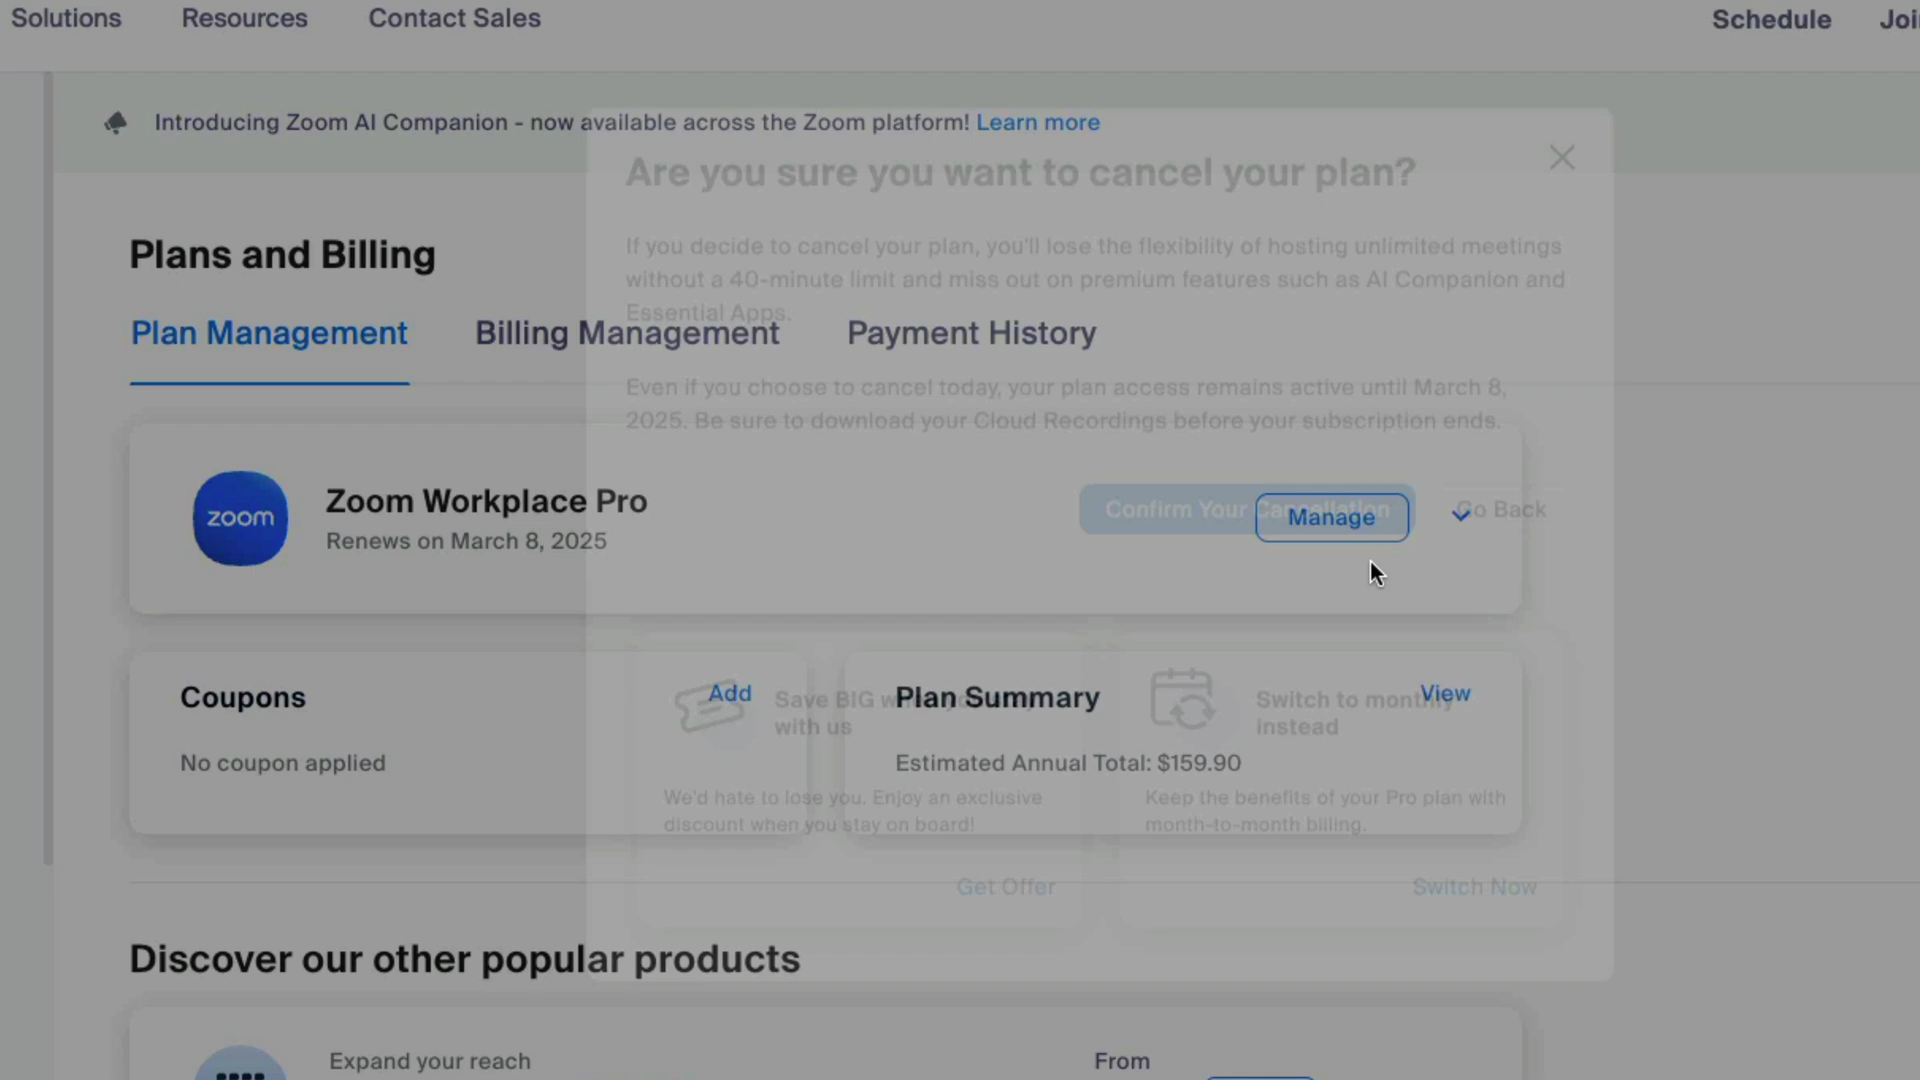 Solutions
Resources
Contact Sales
Schedule
Joi
Introducing Zoom AI Companion - now available across the Zoom platform! Learn more
Are you sure you want to cancel your plan?
If you decide to cancel your plan, you'll lose the flexibility of hosting unlimited meetings
without a 40-minute limit and miss out on premium features such as AI Companion and
Essential Apps.
Plans and Billing
Plan Management
Billing Management
Payment History
Even if you choose to cancel today, your plan access remains active until March 8,
2025. Be sure to download your Cloud Recordings before your subscription ends.
zoom
Zoom Workplace Pro
Renews on March 8, 2025
Confirm Your Cancellation
Manage
Go Back
Coupons
Add
No coupon applied
Save BIG
with us
Plan Summary
View
Estimated Annual Total: $159.90
Switch to monthly
instead
We'd hate to lose you. Enjoy an exclusive
discount when you stay on board!
Keep the benefits of your Pro plan with
month-to-month billing.
Get Offer
Switch Now
Discover our other popular products
Expand your reach
From